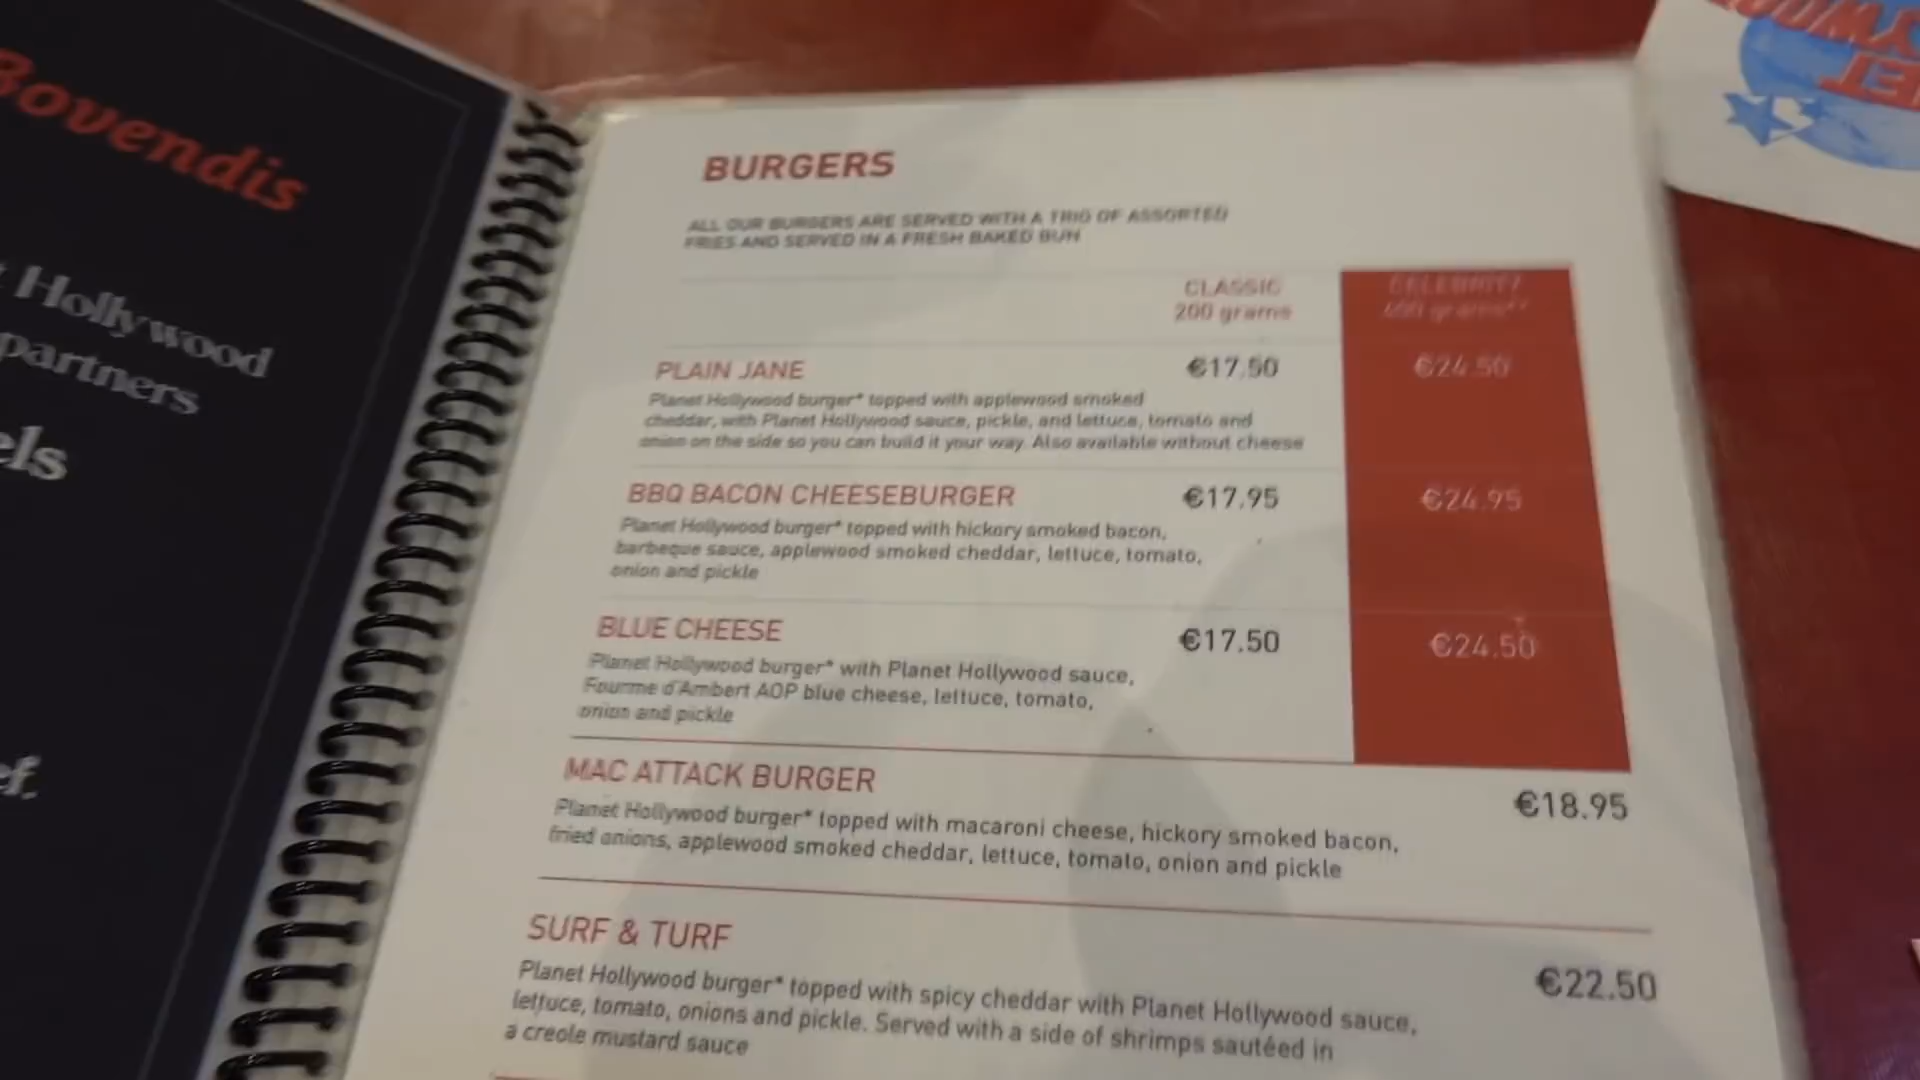 Bovendis
Hollywood
partners
els
ef.
BURGERS
ALL OUR BURGERS ARE SERVED WITH A TRIO OF ASSORTED
FRIES AND SERVED IN A FRESH BAKED BUN
CLASSIC
200 grams
CELEBRITY
400 grams**
PLAIN JANE €17.50 €24.50
Planet Hollywood burger* topped with applewood smoked
cheddar, with Planet Hollywood sauce, pickle, and lettuce, tomato and
onion on the side so you can build it your way. Also available without cheese
BBQ BACON CHEESEBURGER €17.95 €24.95
Planet Hollywood burger* topped with hickory smoked bacon,
barbeque sauce, applewood smoked cheddar, lettuce, tomato,
onion and pickle
BLUE CHEESE €17.50 €24.50
Planet Hollywood burger* with Planet Hollywood sauce,
Fourme d'Ambert AOP blue cheese, lettuce, tomato,
onion and pickle
MAC ATTACK BURGER €18.95
Planet Hollywood burger* topped with macaroni cheese, hickory smoked bacon,
fried onions, applewood smoked cheddar, lettuce, tomato, onion and pickle
SURF & TURF €22.50
Planet Hollywood burger* topped with spicy cheddar with Planet Hollywood sauce,
lettuce, tomato, onions and pickle. Served with a side of shrimps sautéed in
a creole mustard sauce